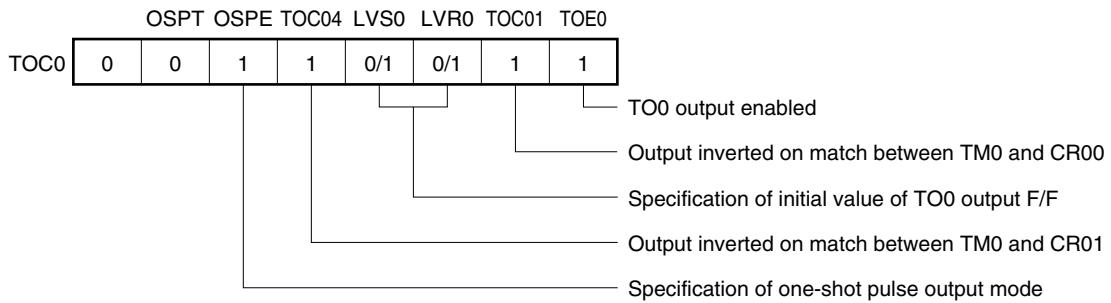 OSPT OSPE TOC04 LVS0 LVR0 TOC01 TOE0
TOC0 0 0 1 1 0/1 0/1 1 1
TO0 output enabled
Output inverted on match between TM0 and CR00
Specification of initial value of TO0 output F/F
Output inverted on match between TM0 and CR01
Specification of one-shot pulse output mode